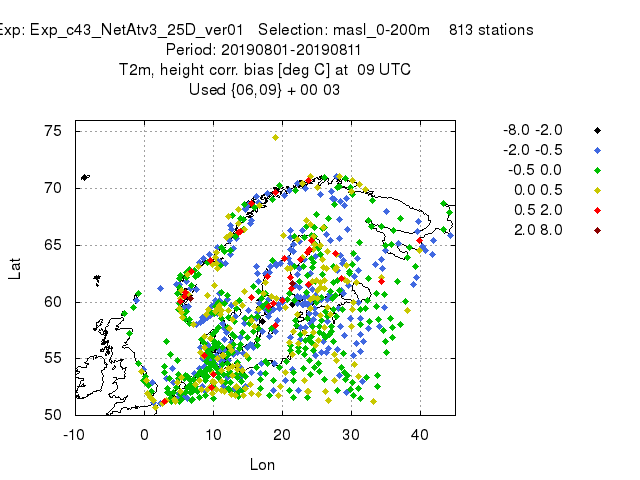 Exp: Exp_c43_NetAtv3_25D_ver01 Selection: masl_0-200m 813 stations
Period: 20190801-20190811
T2m, height corr. bias [deg C] at 09 UTC
Used {06,09} + 00 03
75
70
65
60
55
50
Lat
-10 0 10 20 30 40
Lon
-8.0 -2.0
-2.0 -0.5
-0.5 0.0
0.0 0.5
0.5 2.0
2.0 8.0